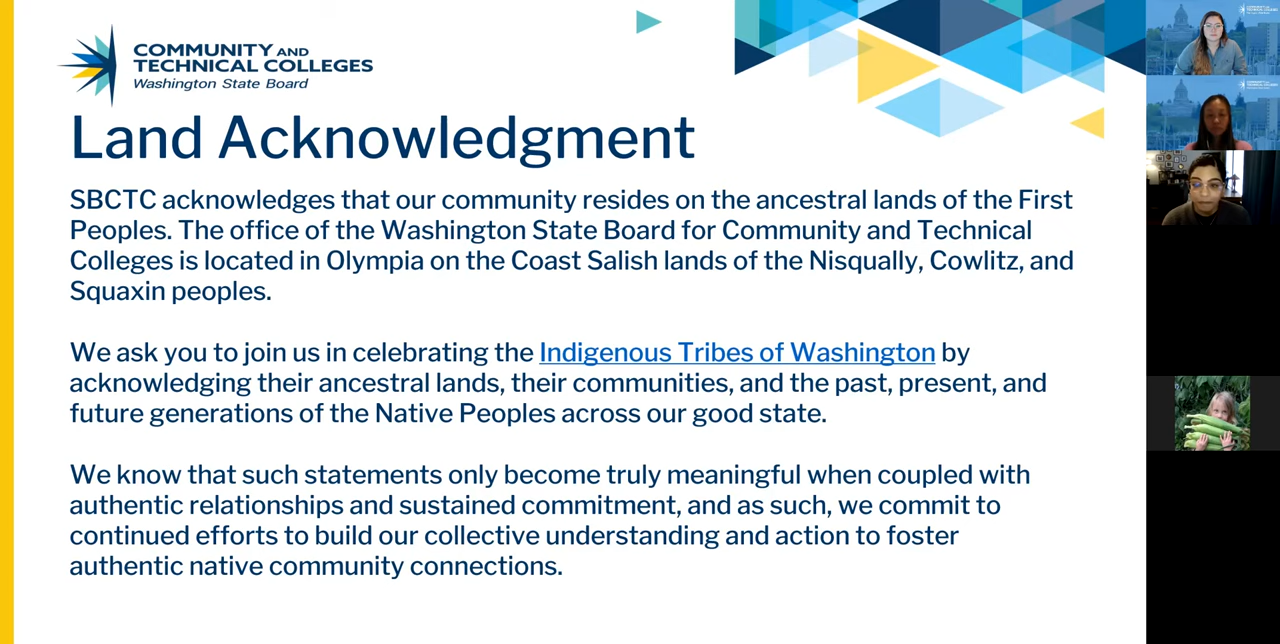 COMMUNITY AND
TECHNICAL COLLEGES
Washington State Board
Land Acknowledgment
SBCTC acknowledges that our community resides on the ancestral lands of the First
Peoples. The office of the Washington State Board for Community and Technical
Colleges is located in Olympia on the Coast Salish lands of the Nisqually, Cowlitz, and
Squaxin peoples.
We ask you to join us in celebrating the Indigenous Tribes of Washington by
acknowledging their ancestral lands, their communities, and the past, present, and
future generations of the Native Peoples across our good state.
We know that such statements only become truly meaningful when coupled with
authentic relationships and sustained commitment, and as such, we commit to
continued efforts to build our collective understanding and action to foster
authentic native community connections.